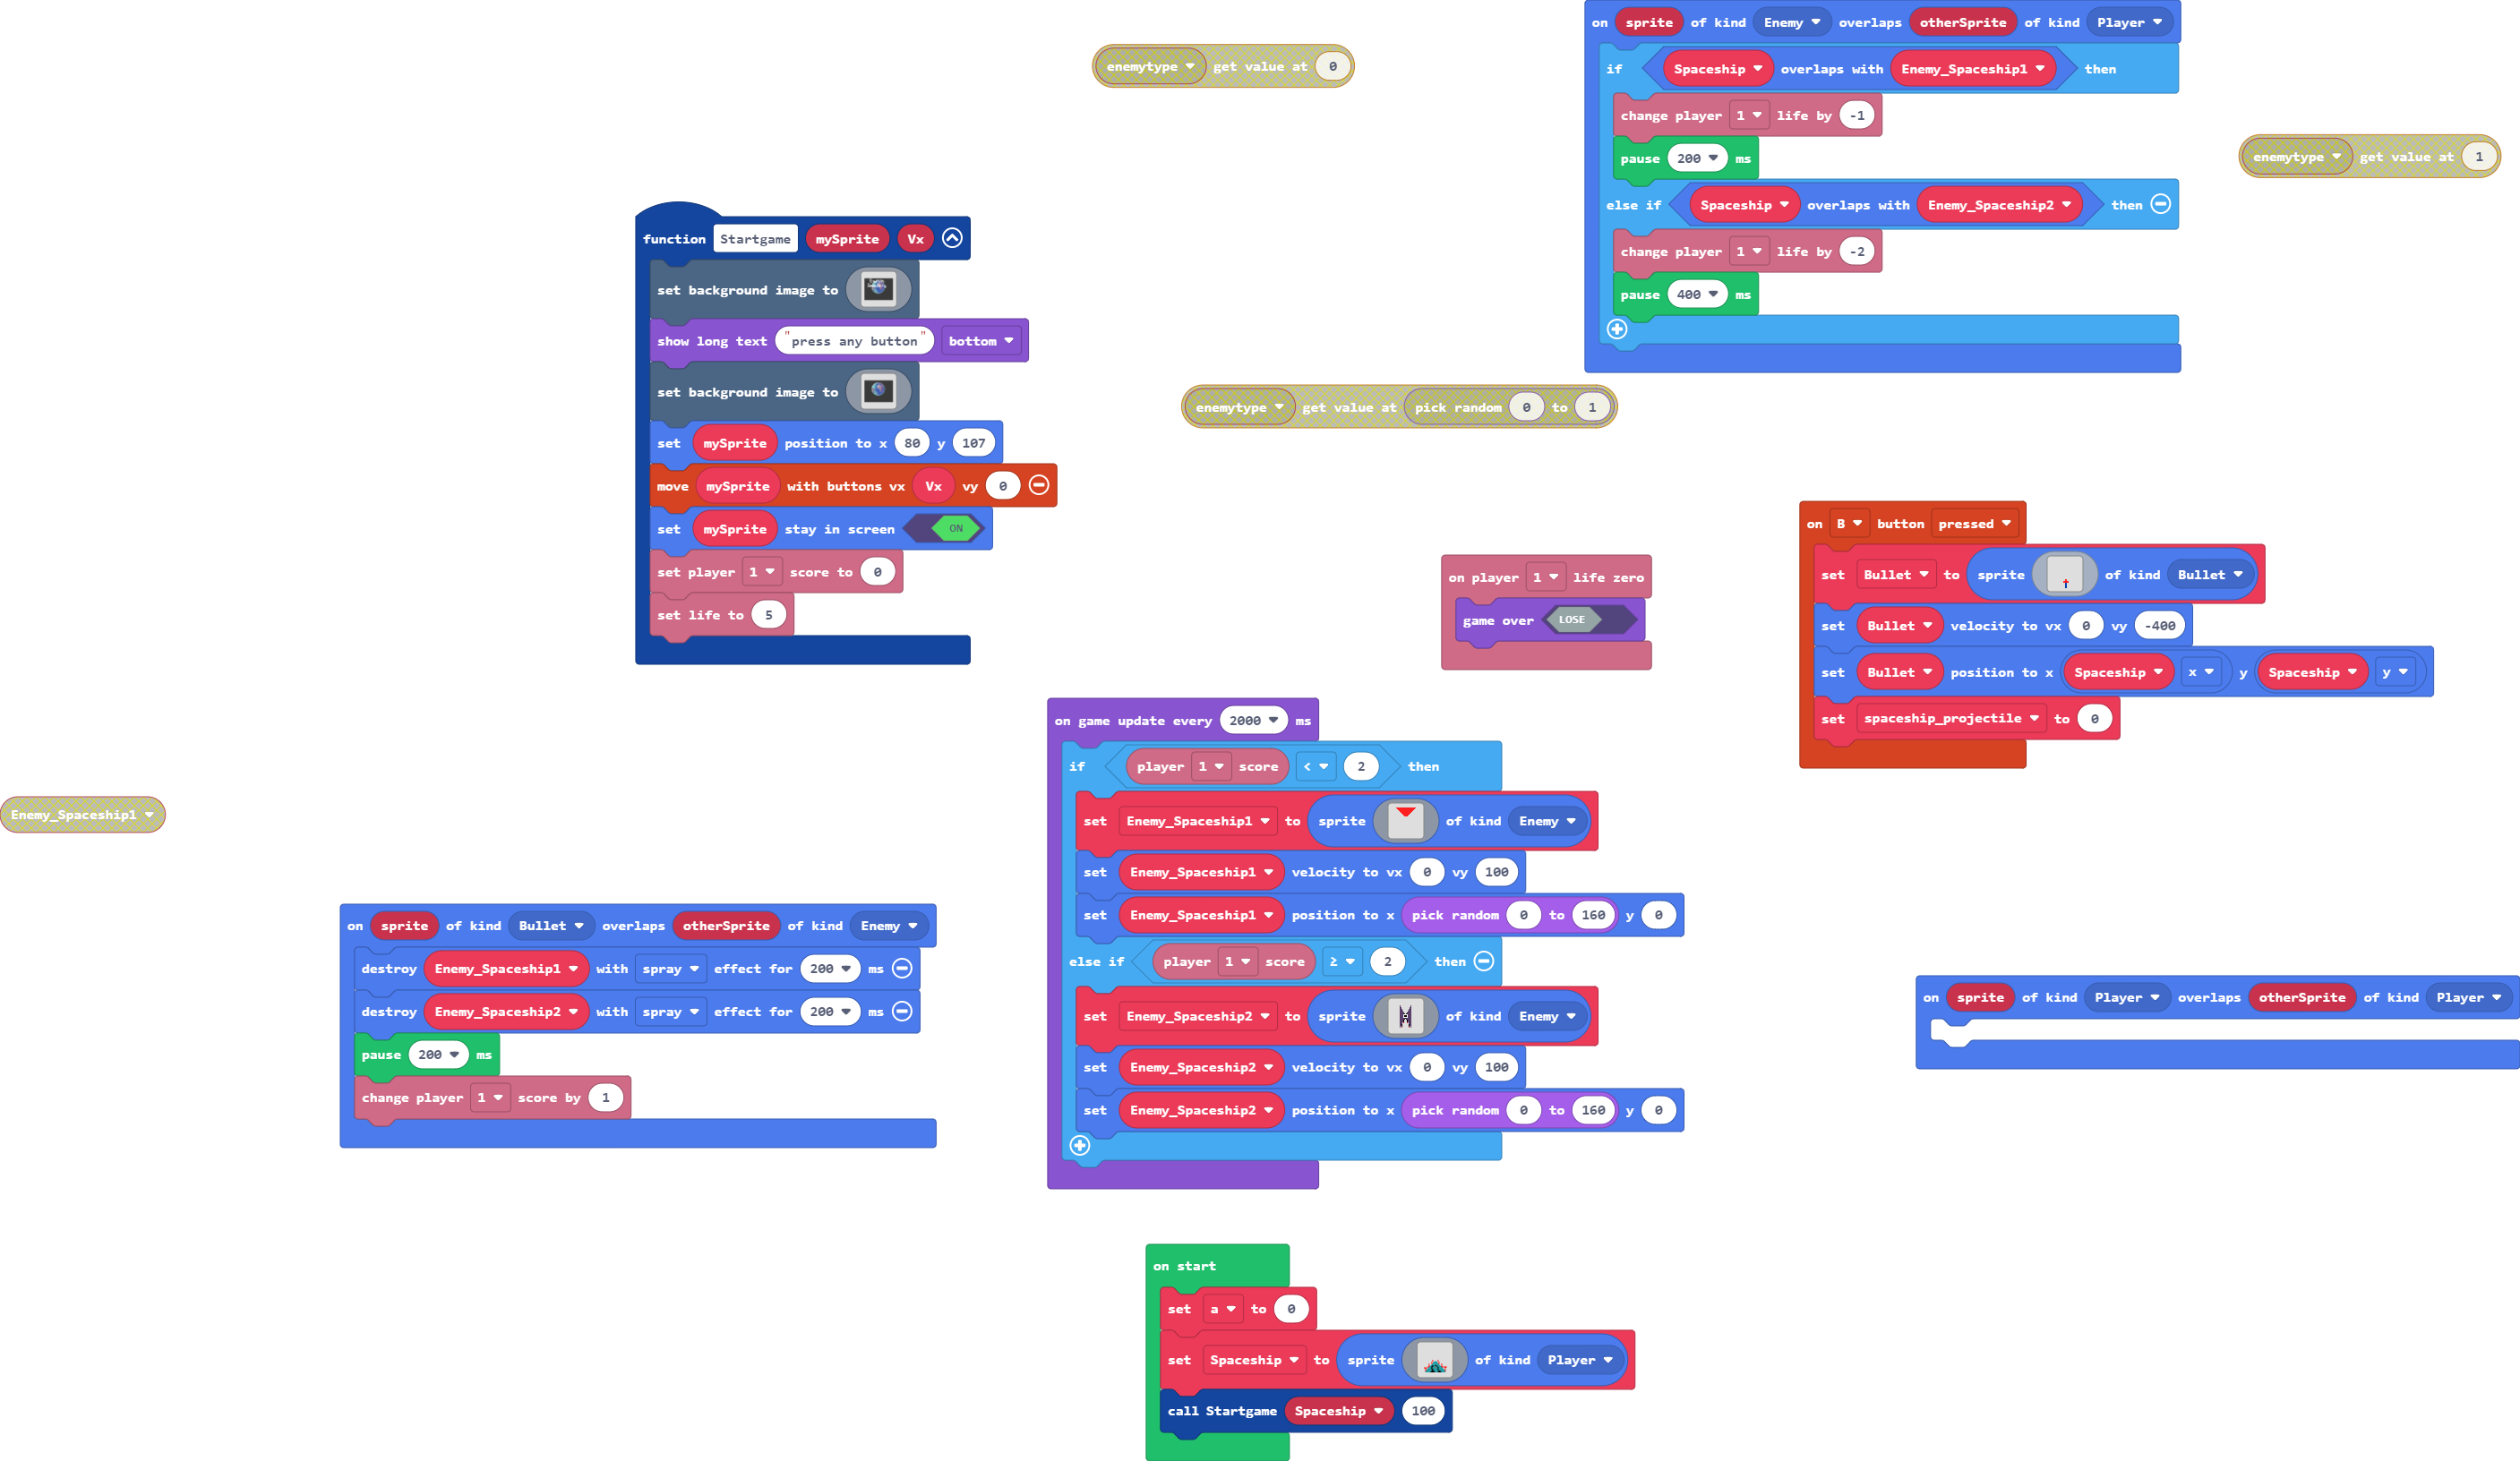 enemytype get value at 0
on sprite of kind Enemy overlaps otherSprite of kind Player
if Spaceship overlaps with Enemy_Spaceship1 then
change player 1 life by -1
pause 200 ms
else if Spaceship overlaps with Enemy_Spaceship2 then
change player 1 life by -2
pause 400 ms
enemytype get value at 1
function Startgame mySprite Vx
set background image to
show long text "press any button" bottom
set background image to
set mySprite position to x 80 y 107
move mySprite with buttons vx Vx vy 0
set mySprite stay in screen ON
set player 1 score to 0
set life to 5
enemytype get value at pick random 0 to 1
on B button pressed
set Bullet to sprite of kind Bullet
set Bullet velocity to vx 0 vy -400
set Bullet position to x Spaceship x y Spaceship y
set spaceship_projectile to 0
on player 1 life zero
game over LOSE
on game update every 2000 ms
if player 1 score < 2 then
set Enemy_Spaceship1 to sprite of kind Enemy
set Enemy_Spaceship1 velocity to vx 0 vy 100
set Enemy_Spaceship1 position to x pick random 0 to 160 y 0
else if player 1 score ≥ 2 then
set Enemy_Spaceship2 to sprite of kind Enemy
set Enemy_Spaceship2 velocity to vx 0 vy 100
set Enemy_Spaceship2 position to x pick random 0 to 160 y 0
Enemy_Spaceship1
on sprite of kind Bullet overlaps otherSprite of kind Enemy
destroy Enemy_Spaceship1 with spray effect for 200 ms
destroy Enemy_Spaceship2 with spray effect for 200 ms
pause 200 ms
change player 1 score by 1
on sprite of kind Player overlaps otherSprite of kind Player
on start
set a to 0
set Spaceship to sprite of kind Player
call Startgame Spaceship 100